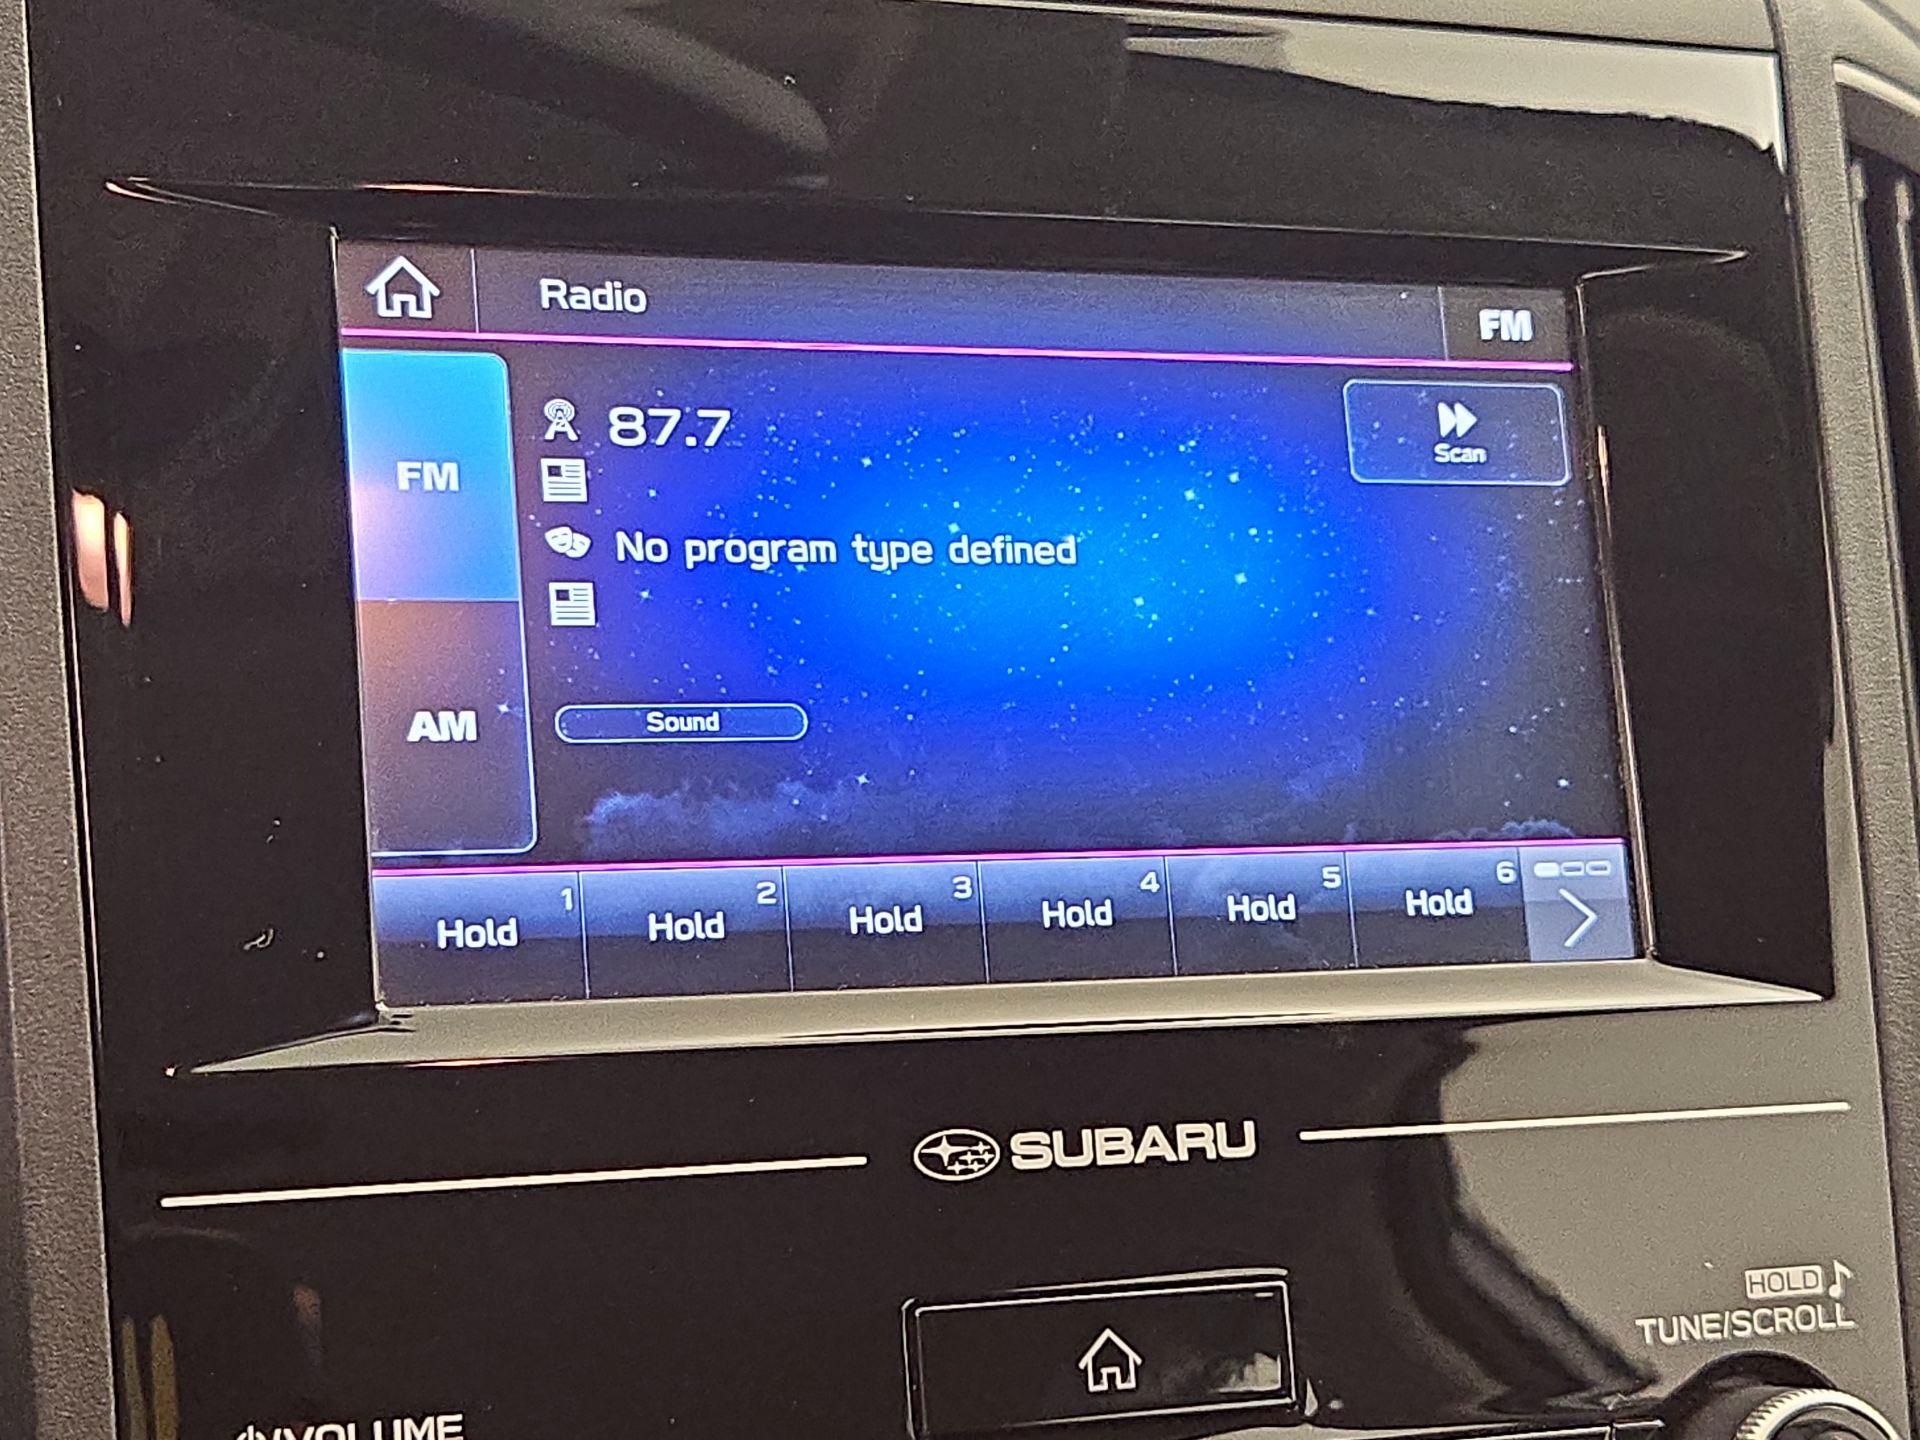 Radio
FM
FM
87.7
Scan
No program type defined
AM
Sound
1 2 3 4 5 6
Hold Hold Hold Hold Hold Hold
SUBARU
HOLD
TUNE/SCROLL
VOLUME